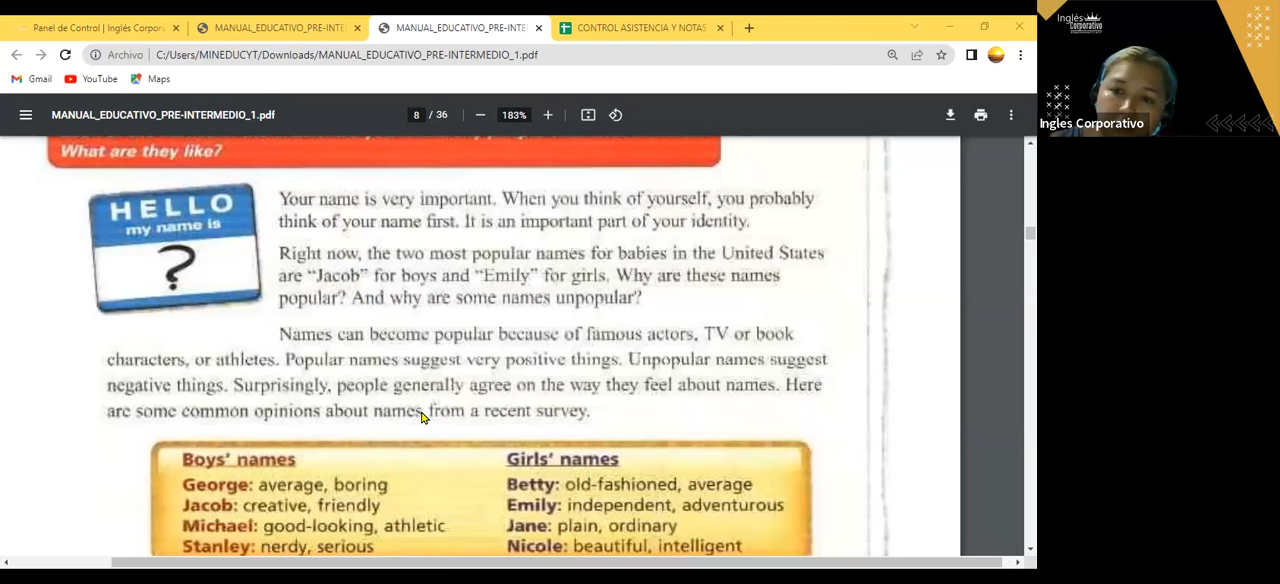 Panel de Control | Inglés Corpora
MANUAL_EDUCATIVO_PRE-INTE
MANUAL_EDUCATIVO_PRE-INTERM
CONTROL ASISTENCIA Y NOTAS
Archivo
C:/Users/MINEDUCYT/Downloads/MANUAL_EDUCATIVO_PRE-INTERMEDIO_1.pdf
Gmail
YouTube
Maps
MANUAL_EDUCATIVO_PRE-INTERMEDIO_1.pdf
8 / 36
183%
What are they like?
HELLO
my name is
?
Your name is very important. When you think of yourself, you probably
think of your name first. It is an important part of your identity.
Right now, the two most popular names for babies in the United States
are “Jacob” for boys and “Emily” for girls. Why are these names
popular? And why are some names unpopular?
Names can become popular because of famous actors, TV or book
characters, or athletes. Popular names suggest very positive things. Unpopular names suggest
negative things. Surprisingly, people generally agree on the way they feel about names. Here
are some common opinions about names from a recent survey.
Boys' names
George: average, boring
Jacob: creative, friendly
Michael: good-looking, athletic
Stanley: nerdy, serious
Girls' names
Betty: old-fashioned, average
Emily: independent, adventurous
Jane: plain, ordinary
Nicole: beautiful, intelligent
Inglés
Corporativo
Ingles Corporativo